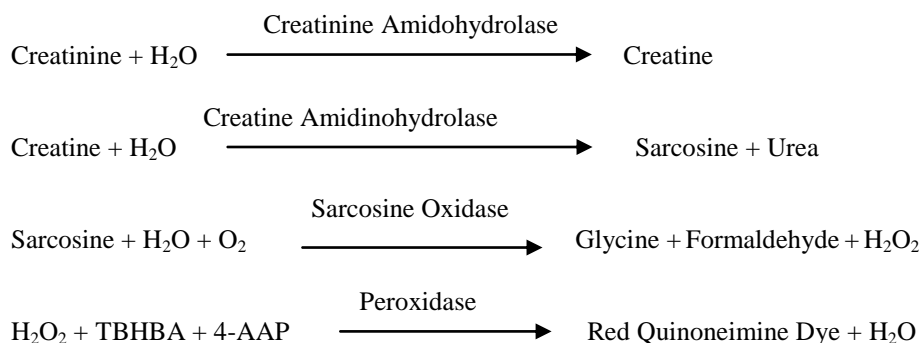 Creatinine Amidohydrolase
Creatinine + H₂O Creatine
Creatine Amidinohydrolase
Creatine + H₂O Sarcosine + Urea
Sarcosine Oxidase
Sarcosine + H₂O + O₂ Glycine + Formaldehyde + H₂O₂
Peroxidase
H₂O₂ + TBHBA + 4-AAP Red Quinoneimine Dye + H₂O